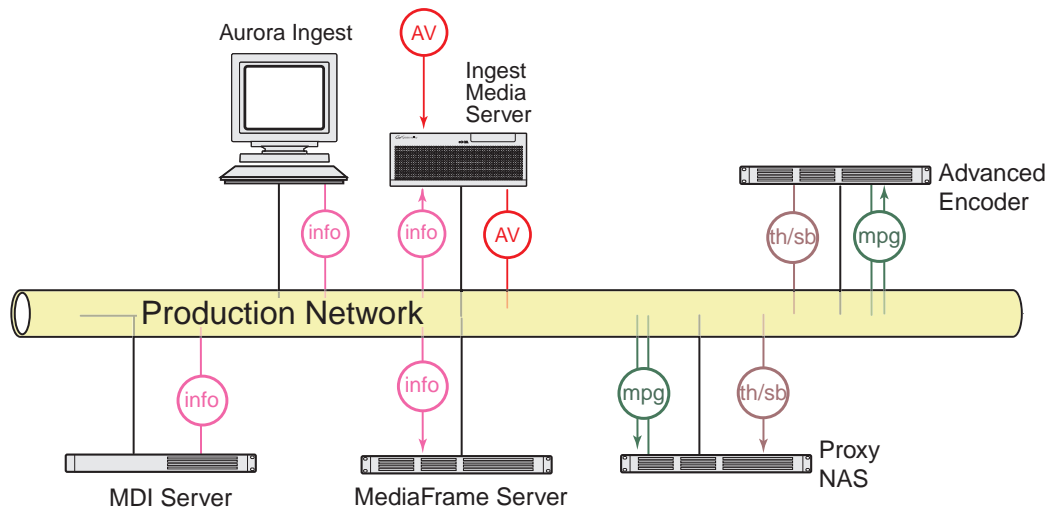 Aurora Ingest
AV
Ingest
Media
Server
Advanced
Encoder
info
info
AV
th/sb
mpg
Production Network
info
info
mpg
th/sb
MDI Server
MediaFrame Server
Proxy
NAS